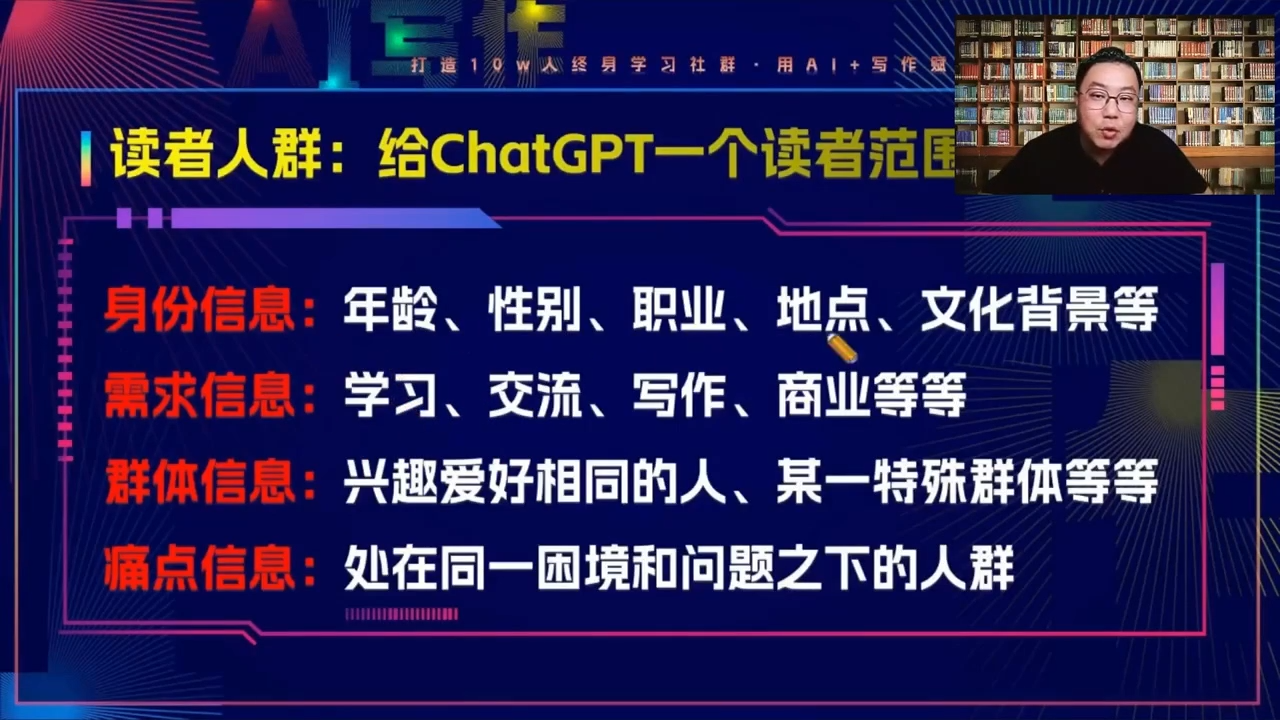 AI写作
打造10w人终身学习社群·用AI+写作赋
读者人群：给ChatGPT一个读者范围
身份信息：年龄、性别、职业、地点、文化背景等
需求信息：学习、交流、写作、商业等等
群体信息：兴趣爱好相同的人、某一特殊群体等等
痛点信息：处在同一困境和问题之下的人群